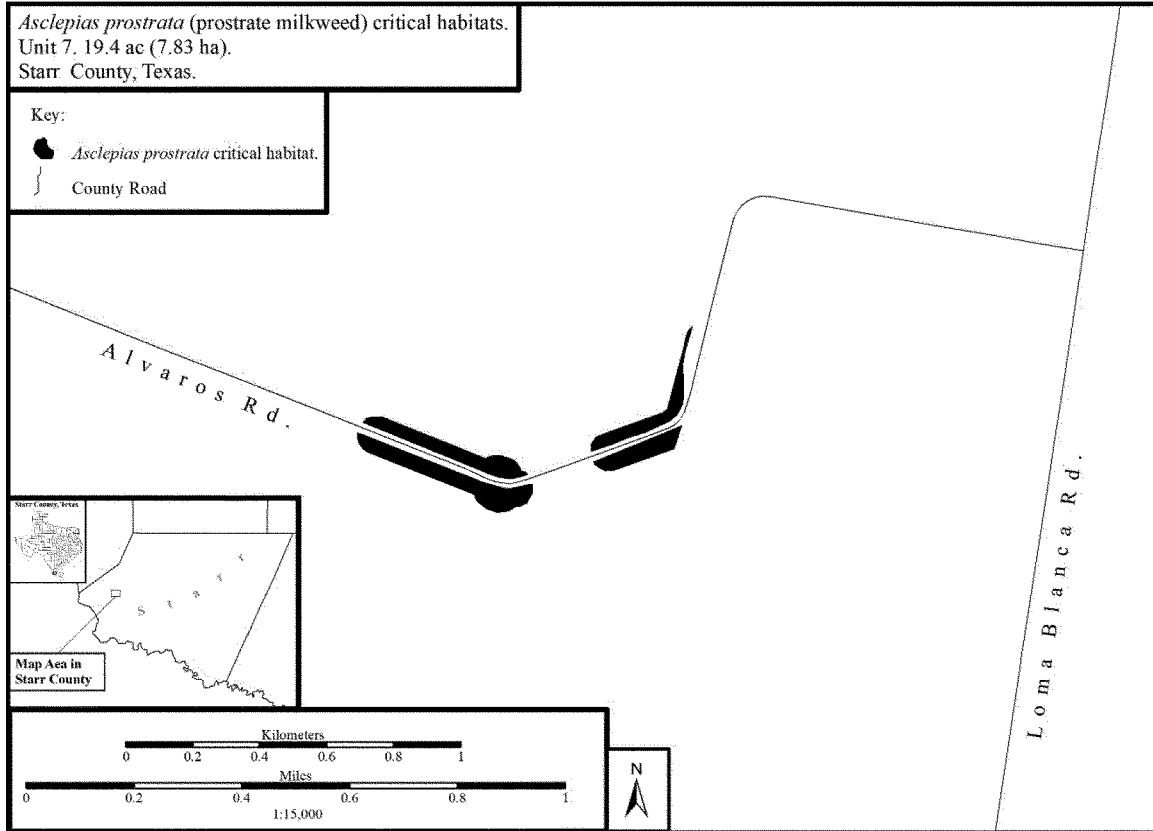 Asclepias prostrata (prostrate milkweed) critical habitats.
Unit 7. 19.4 ac (7.83 ha).
Starr County, Texas.
Key:
Asclepias prostrata critical habitat.
County Road
Alvaros Rd.
Loma Blanca Rd.
Starr County, Texas
Starr
Map Aea in
Starr County
Kilometers
0 0.2 0.4 0.6 0.8 1
Miles
0 0.2 0.4 0.6 0.8 1
1:15,000
N